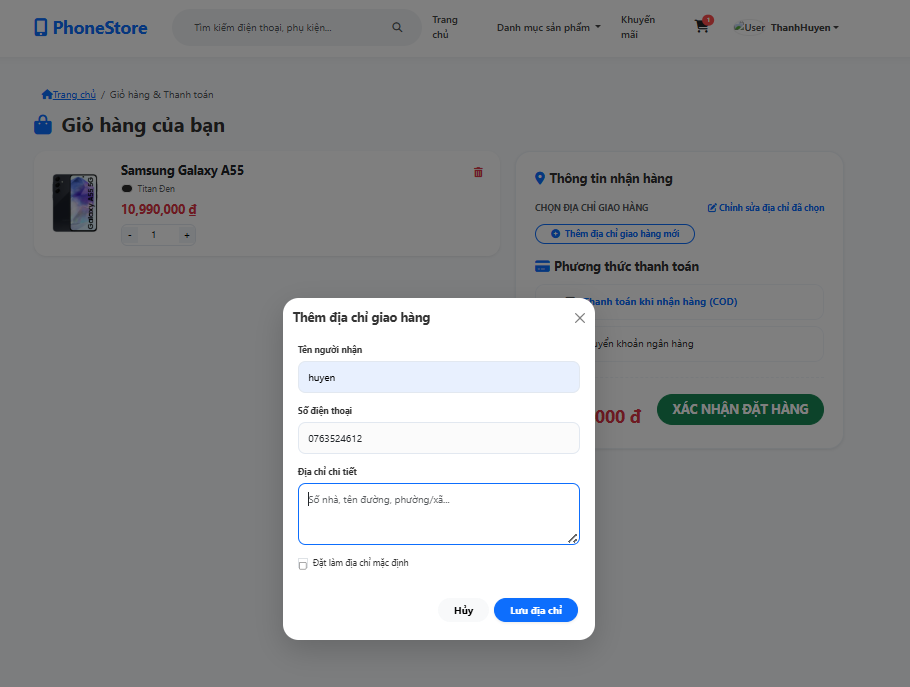 PhoneStore
Tìm kiếm điện thoại, phụ kiện...
Trang
chủ
Danh mục sản phẩm
Khuyến
mãi
1
User ThanhHuyen
Trang chủ / Giỏ hàng & Thanh toán
Giỏ hàng của bạn
Samsung Galaxy A55
Titan Đen
10,990,000 đ
- 1 +
Galaxy A55 5G
Thông tin nhận hàng
CHỌN ĐỊA CHỈ GIAO HÀNG
Chỉnh sửa địa chỉ đã chọn
Thêm địa chỉ giao hàng mới
Phương thức thanh toán
hanh toán khi nhận hàng (COD)
uyển khoản ngân hàng
000 đ
XÁC NHẬN ĐẶT HÀNG
Thêm địa chỉ giao hàng
Tên người nhận
huyen
Số điện thoại
0763524612
Địa chỉ chi tiết
Số nhà, tên đường, phường/xã...
Đặt làm địa chỉ mặc định
Hủy
Lưu địa chỉ